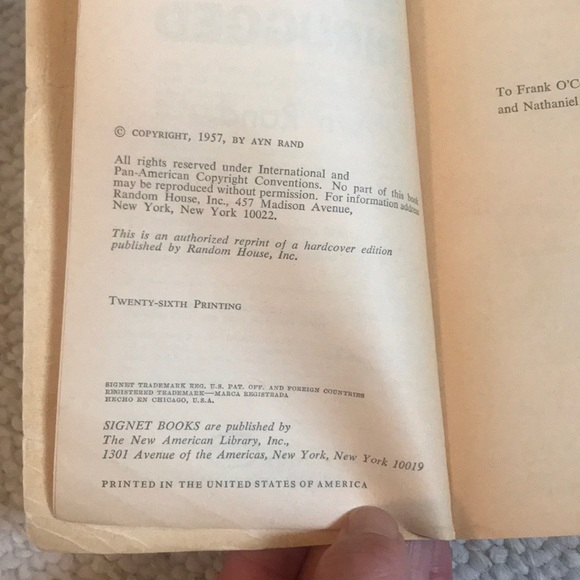 © COPYRIGHT, 1957, BY AYN RAND
All rights reserved under International and
Pan-American Copyright Conventions. No part of this book
may be reproduced without permission. For information address
Random House, Inc., 457 Madison Avenue,
New York, New York 10022.
This is an authorized reprint of a hardcover edition
published by Random House, Inc.
TWENTY-SIXTH PRINTING
SIGNET TRADEMARK REG. U.S. PAT. OFF. AND FOREIGN COUNTRIES
REGISTERED TRADEMARK—MARCA REGISTRADA
HECHO EN CHICAGO, U.S.A.
SIGNET BOOKS are published by
The New American Library, Inc.,
1301 Avenue of the Americas, New York, New York 10019
PRINTED IN THE UNITED STATES OF AMERICA
To Frank O'C
and Nathaniel